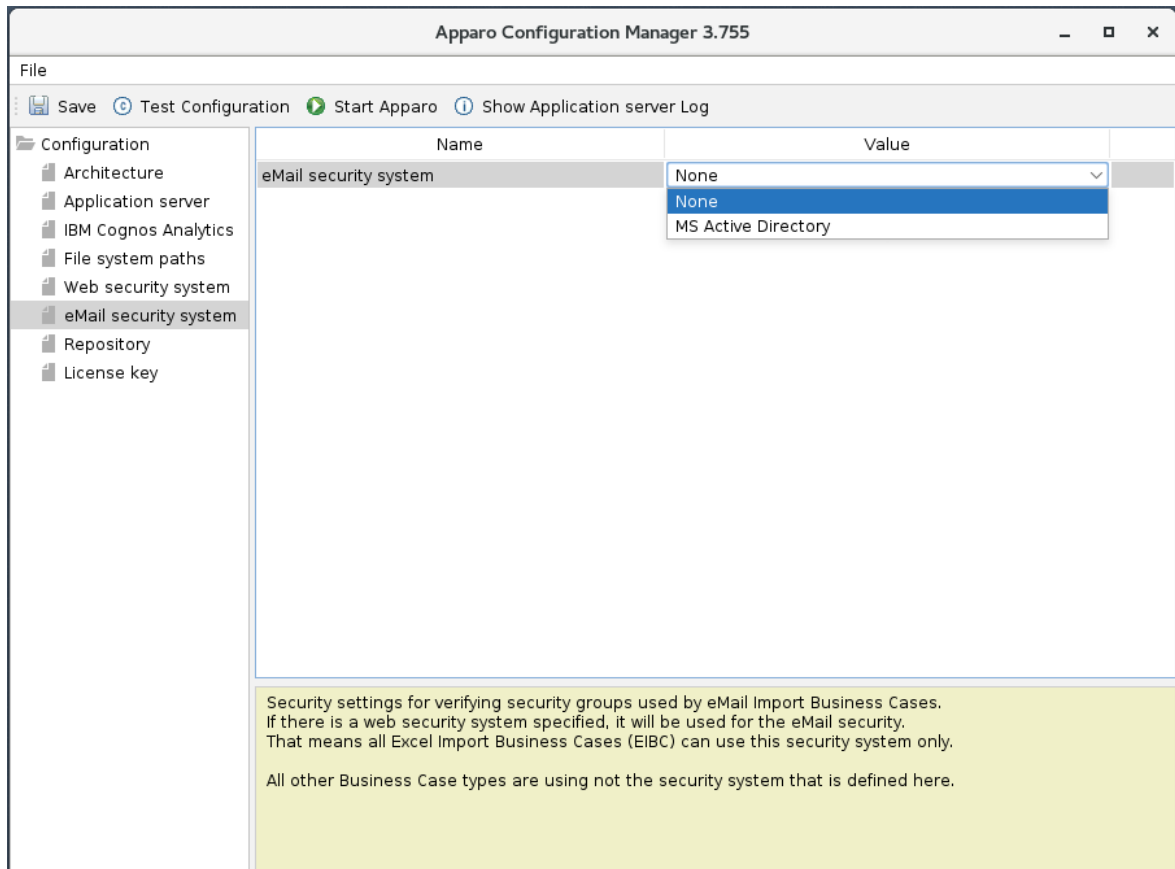 Apparo Configuration Manager 3.755
File
Save Test Configuration Start Apparo Show Application server Log
Configuration
Architecture
Application server
IBM Cognos Analytics
File system paths
Web security system
eMail security system
Repository
License key
Name Value
eMail security system None
None
MS Active Directory
Security settings for verifying security groups used by eMail Import Business Cases.
If there is a web security system specified, it will be used for the eMail security.
That means all Excel Import Business Cases (EIBC) can use this security system only.
All other Business Case types are using not the security system that is defined here.